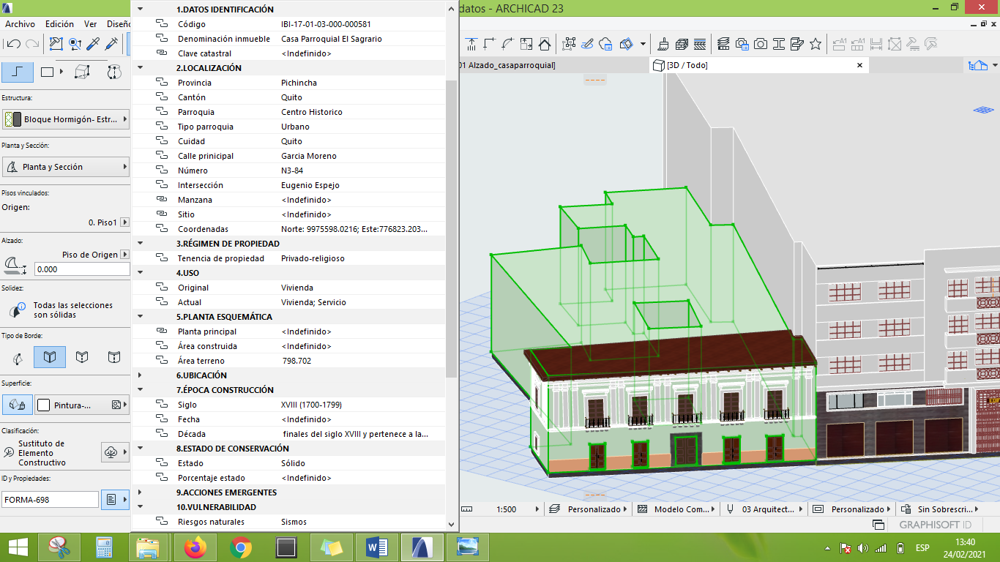 datos - ARCHICAD 23
Archivo Edición Ver Diseño
01 Alzado_casaparroquial]
[3D / Todo]
Estructura:
Bloque Hormigón- Estr...
Planta y Sección:
Planta y Sección
Pisos vinculados:
Origen:
0. Piso1
Alzado:
Piso de Origen
0.000
Solidez:
Todas las selecciones
son sólidas
Tipo de Borde:
Superficie:
Pintura-...
Clasificación:
Sustituto de
Elemento
Constructivo
ID y Propiedades:
FORMA-698
1.DATOS IDENTIFICACIÓN
Código IBI-17-01-03-000-000581
Denominación inmueble Casa Parroquial El Sagrario
Clave catastral <Indefinido>
2.LOCALIZACIÓN
Provincia Pichincha
Cantón Quito
Parroquia Centro Historico
Tipo parroquia Urbano
Cuidad Quito
Calle prinicipal Garcia Moreno
Número N3-84
Intersección Eugenio Espejo
Manzana <Indefinido>
Sitio <Indefinido>
Coordenadas Norte: 9975598.0216; Este:776823.203...
3.RÉGIMEN DE PROPIEDAD
Tenencia de propiedad Privado-religioso
4.USO
Original Vivienda
Actual Vivienda; Servicio
5.PLANTA ESQUEMÁTICA
Planta principal <Indefinido>
Área construida <Indefinido>
Área terreno 798.702
6.UBICACIÓN
7.ÉPOCA CONSTRUCCIÓN
Siglo XVIII (1700-1799)
Fecha <Indefinido>
Década finales del siglo XVIII y pertenece a la...
8.ESTADO DE CONSERVACIÓN
Estado Sólido
Porcentaje estado <Indefinido>
9.ACCIONES EMERGENTES
10.VULNERABILIDAD
Riesgos naturales Sismos
1:500 Personalizado Modelo Com... 03 Arquitect... Personalizado Sin Sobrescri...
GRAPHISOFT ID
ESP
13:40
24/02/2021